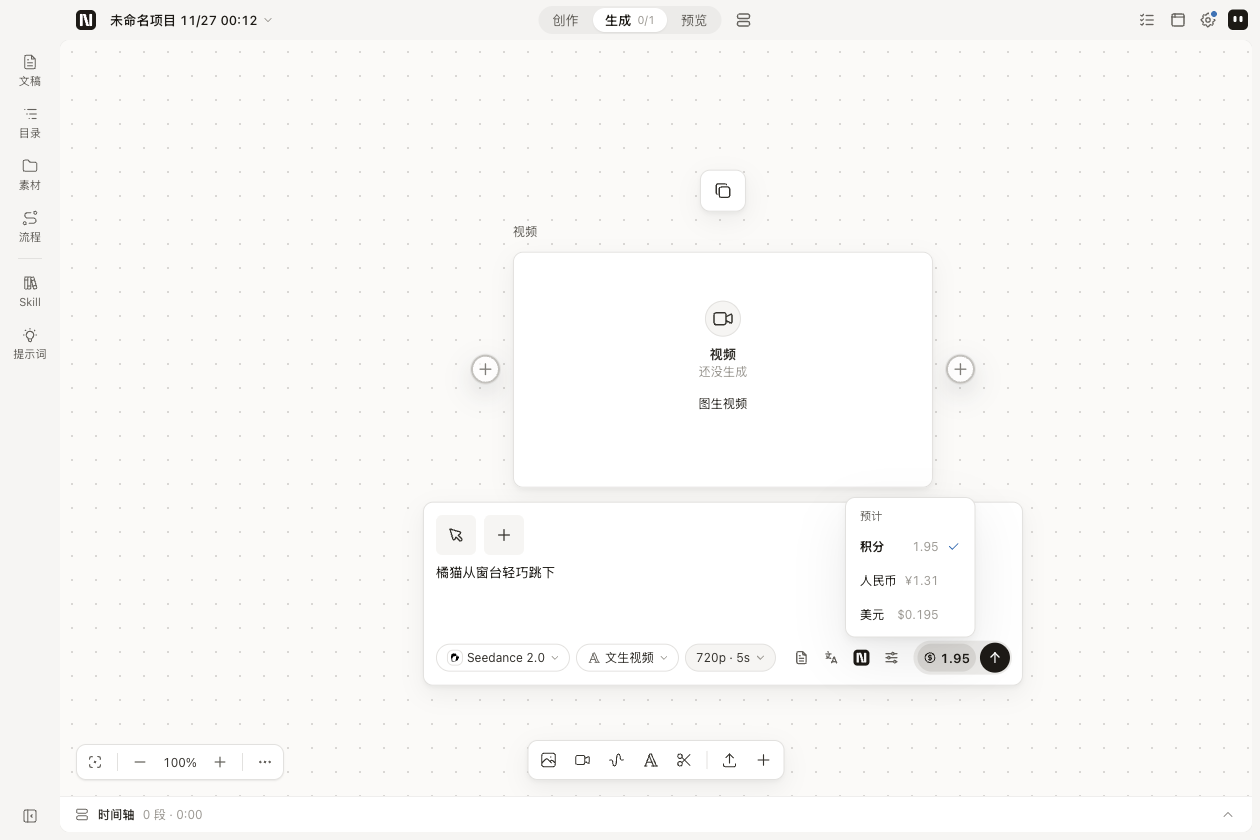 未命名项目 11/27 00:12
创作
生成 0/1
预览
文稿
目录
素材
流程
Skill
提示词
视频
视频
还没生成
图生视频
预计
积分 1.95
人民币 ¥1.31
美元 $0.195
橘猫从窗台轻巧跳下
Seedance 2.0
文生视频
720p · 5s
1.95
100%
时间轴 0 段 · 0:00